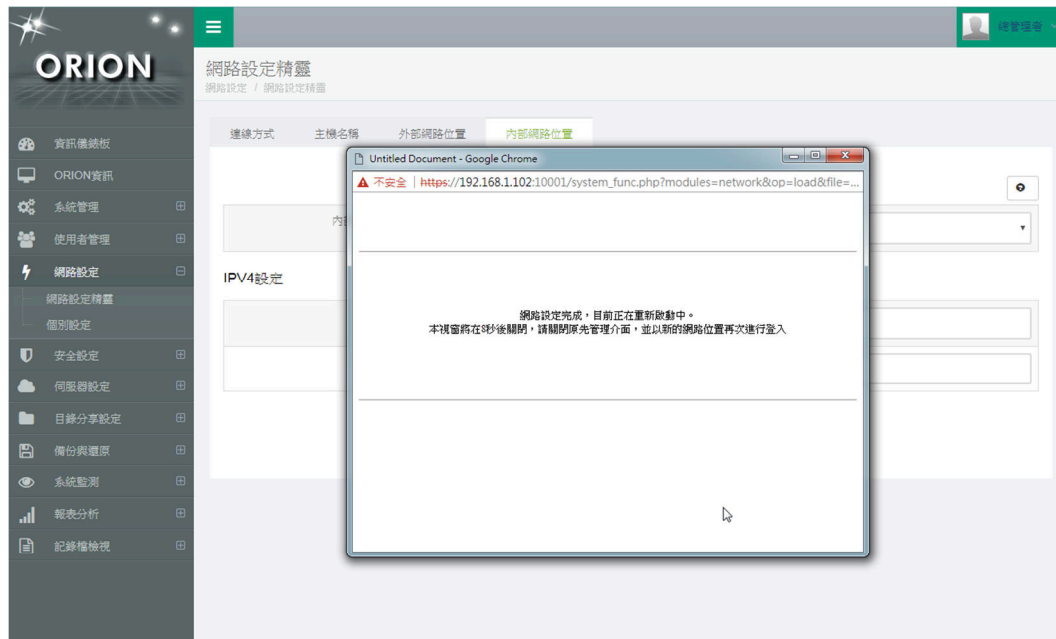 ORION
總管理者
網路設定精靈
網路設定 / 網路設定精靈
資訊儀錶板
ORION資訊
系統管理
使用者管理
網路設定
網路設定精靈
個別設定
安全設定
伺服器設定
目錄分享設定
備份與還原
系統監測
報表分析
記錄檔檢視
連線方式
主機名稱
外部網路位置
內部網路位置
內部
IPV4設定
Untitled Document - Google Chrome
不安全 | https://192.168.1.102:10001/system_func.php?modules=network&op=load&file=...
網路設定完成，目前正在重新啟動中。
本視窗將在8秒後關閉，請關閉原先管理介面，並以新的網路位置再次進行登入